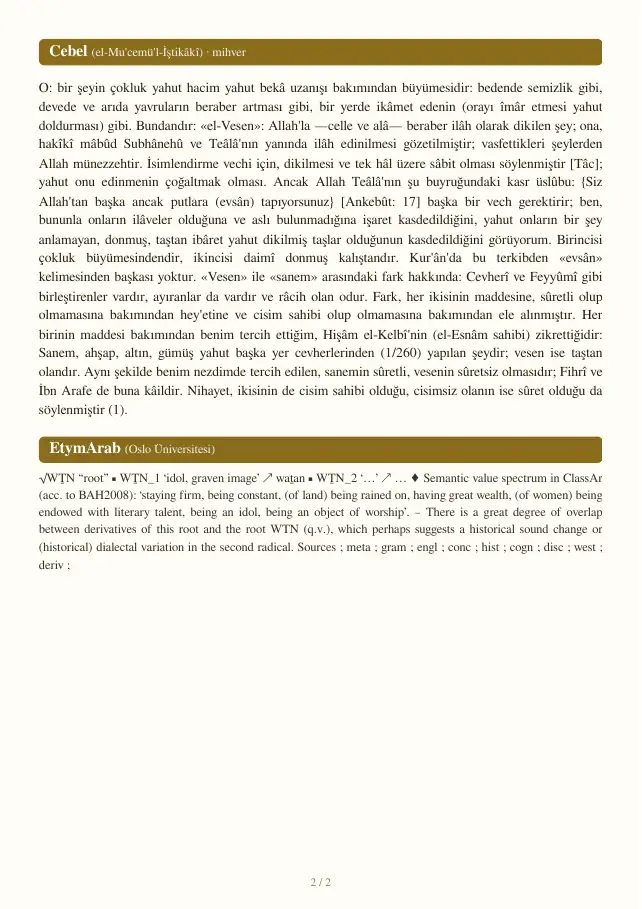 Cebel (el-Mu'cemü'l-İştikâkî) · mihver
O: bir şeyin çokluk yahut hacim yahut bekâ uzanışı bakımından büyümesidir: bedende semizlik gibi,
devede ve arıda yavruların beraber artması gibi, bir yerde ikâmet edenin (orayı îmâr etmesi yahut
doldurması) gibi. Bundandır: «el-Vesen»: Allah'la —celle ve alâ— beraber ilâh olarak dikilen şey; ona,
hakîkî mâbûd Subhânehû ve Teâlâ'nın yanında ilâh edinilmesi gözetilmiştir; vasfettikleri şeylerden
Allah münezzehtir. İsimlendirme vechi için, dikilmesi ve tek hâl üzere sâbit olması söylenmiştir [Tâc];
yahut onu edinmenin çoğaltmak olması. Ancak Allah Teâlâ'nın şu buyruğundaki kasr üslûbu: {Siz
Allah'tan başka ancak putlara (evsân) tapıyorsunuz} [Ankebût: 17] başka bir vech gerektirir; ben,
bununla onların ilâveler olduğuna ve aslı bulunmadığına işaret kasdedildiğini, yahut onların bir şey
anlamayan, donmuş, taştan ibâret yahut dikilmiş taşlar olduğunun kasdedildiğini görüyorum. Birincisi
çokluk büyümesindendir, ikincisi daimî donmuş kalıştandır. Kur'ân'da bu terkibden «evsân»
kelimesinden başkası yoktur. «Vesen» ile «sanem» arasındaki fark hakkında: Cevherî ve Feyyûmî gibi
birleştirenler vardır, ayıranlar da vardır ve râcih olan odur. Fark, her ikisinin maddesine, sûretli olup
olmamasına bakımından hey'etine ve cisim sahibi olup olmamasına bakımından ele alınmıştır. Her
birinin maddesi bakımından benim tercih ettiğim, Hişâm el-Kelbî'nin (el-Esnâm sahibi) zikrettiğidir:
Sanem, ahşap, altın, gümüş yahut başka yer cevherlerinden (1/260) yapılan şeydir; vesen ise taştan
olandır. Aynı şekilde benim nezdimde tercih edilen, sanemin sûretli, vesenin sûretsiz olmasıdır; Fihrî ve
İbn Arafe de buna kâildir. Nihayet, ikisinin de cisim sahibi olduğu, cisimsiz olanın ise sûret olduğu da
söylenmiştir (1).
EtymArab (Oslo Üniversitesi)
√WṮN “root” ▪ WṮN_1 ‘idol, graven image’ ↗ waṯan ▪ WṮN_2 ‘…’ ↗ … ♦ Semantic value spectrum in ClassAr
(acc. to BAH2008): ‘staying firm, being constant, (of land) being rained on, having great wealth, (of women) being
endowed with literary talent, being an idol, being an object of worship’. – There is a great degree of overlap
between derivatives of this root and the root WTN (q.v.), which perhaps suggests a historical sound change or
(historical) dialectal variation in the second radical. Sources ; meta ; gram ; engl ; conc ; hist ; cogn ; disc ; west ;
deriv ;
2 / 2